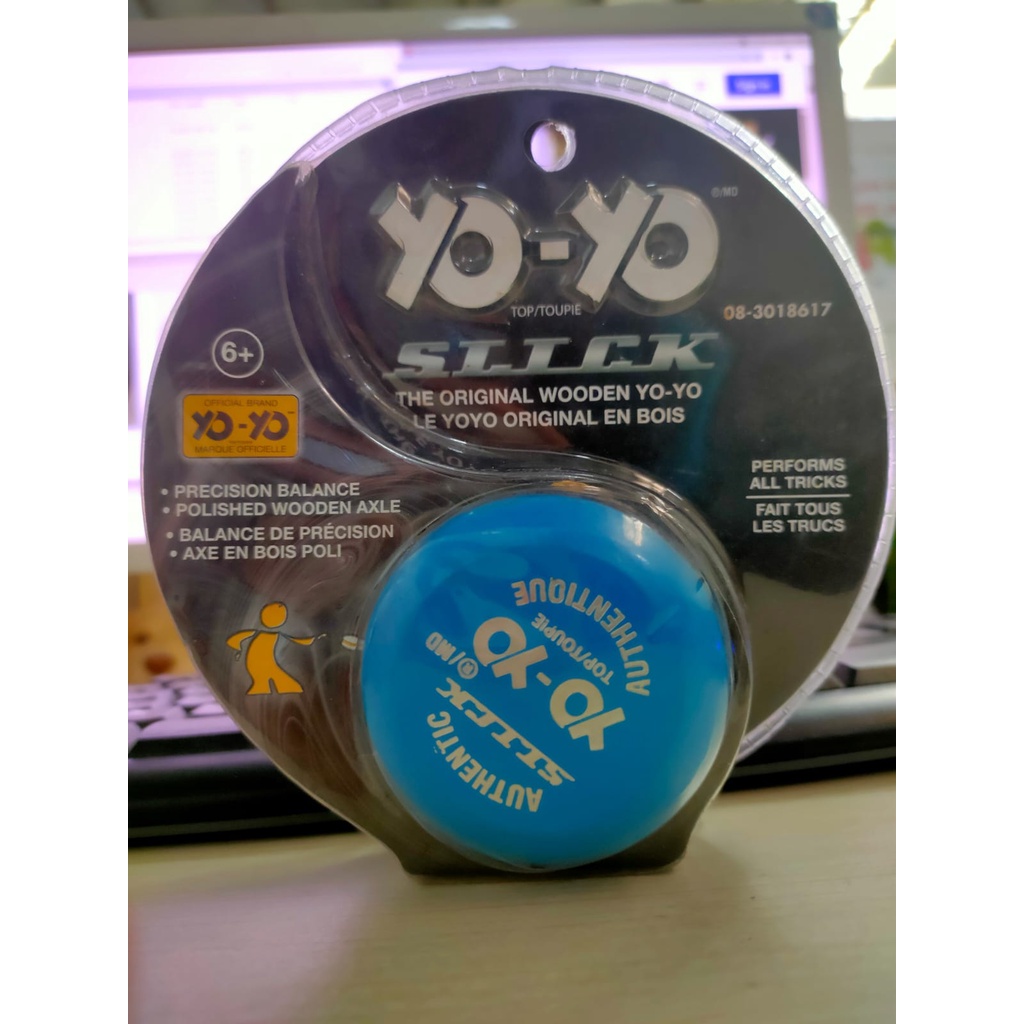 YO-YO
®/MD
TOP/TOUPIE
08-3018617
SLICK
THE ORIGINAL WOODEN YO-YO
LE YOYO ORIGINAL EN BOIS
6+
OFFICIAL BRAND
YO-YO
MARQUE OFFICIELLE
• PRECISION BALANCE
• POLISHED WOODEN AXLE
• BALANCE DE PRÉCISION
• AXE EN BOIS POLI
PERFORMS
ALL TRICKS
FAIT TOUS
LES TRUCS
AUTHENTIQUE
TOP/TOUPIE
YO-YO
®/MD
SLICK
AUTHENTIC